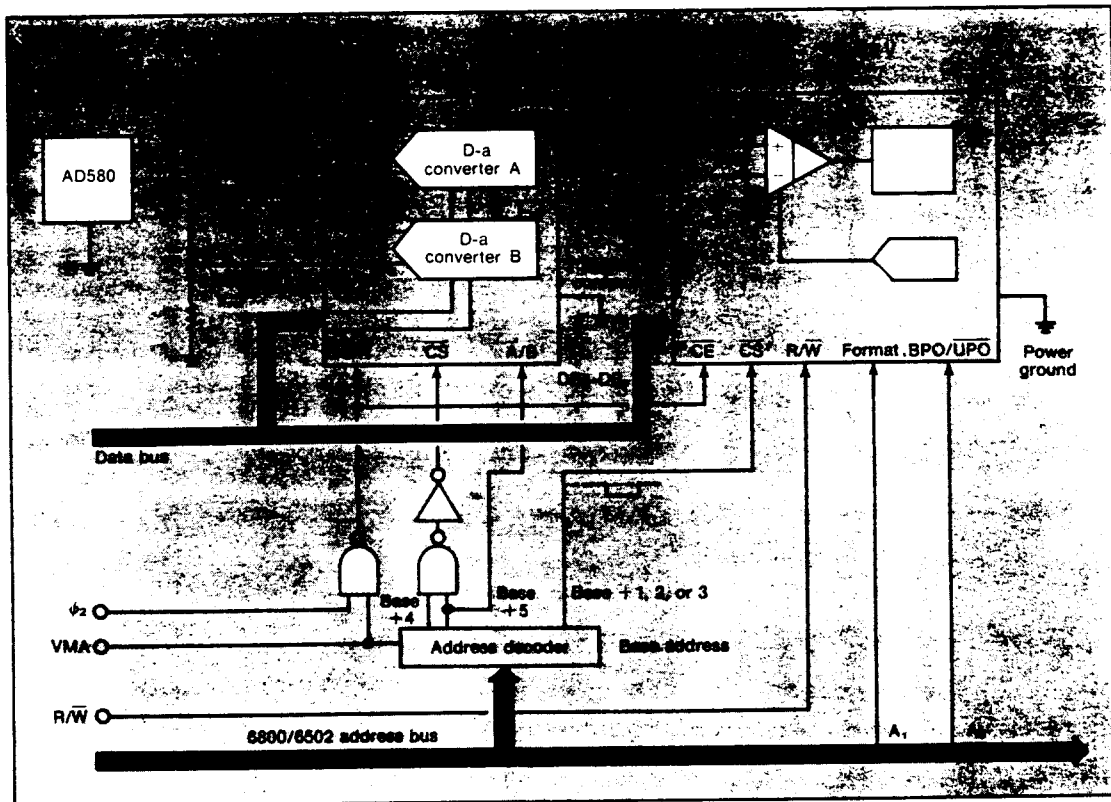 AD580
D-a
converter A
D-a
converter B
CS̅
A̅/B
CE̅
CS̅
R/W̅
Format
BPO/U̅P̅O̅
Power
ground
Data bus
ϕ₂
VMA
R/W̅
Base
+4
Base
+5
Base +1, 2, or 3
Address decoder
Base address
6800/6502 address bus
A₁